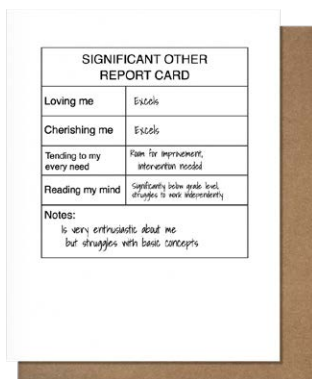 SIGNIFICANT OTHER
REPORT CARD
Loving me
Excels
Cherishing me
Excels
Tending to my
every need
Room for improvement,
intervention needed
Reading my mind
Significantly below grade level,
struggles to work independently
Notes:
Is very enthusiastic about me
but struggles with basic concepts